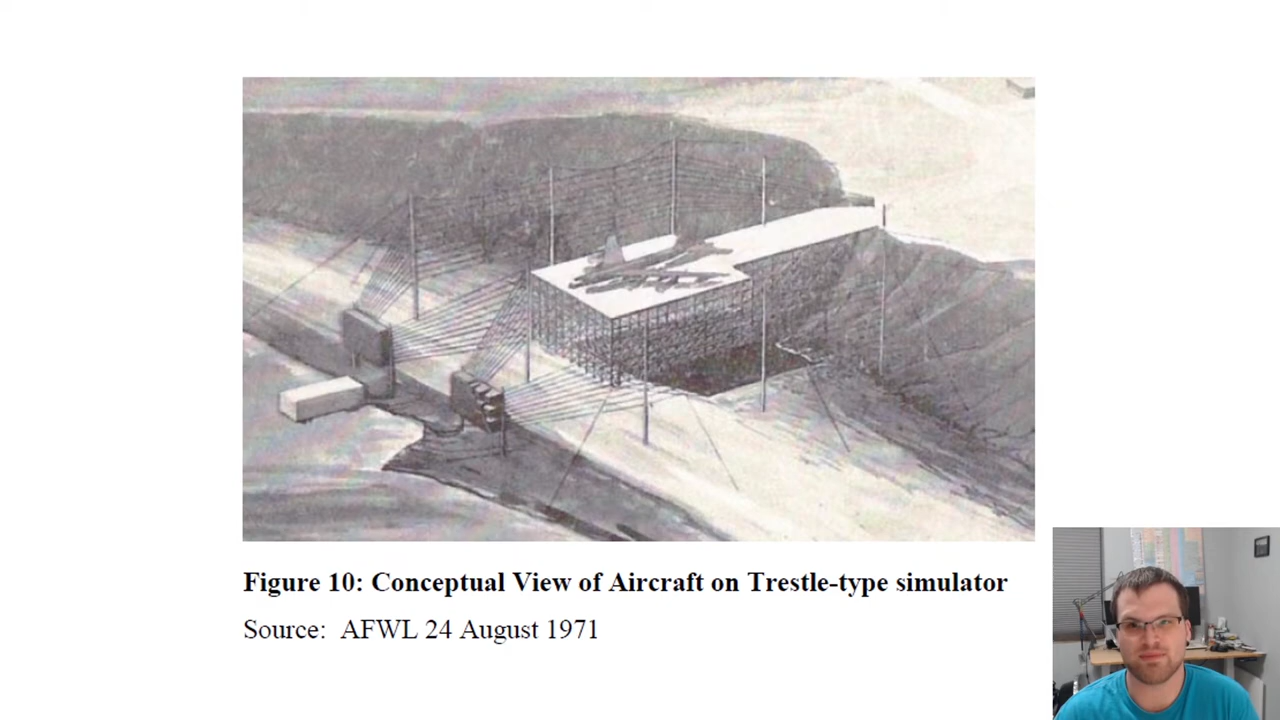 Figure 10: Conceptual View of Aircraft on Trestle-type simulator
Source: AFWL 24 August 1971